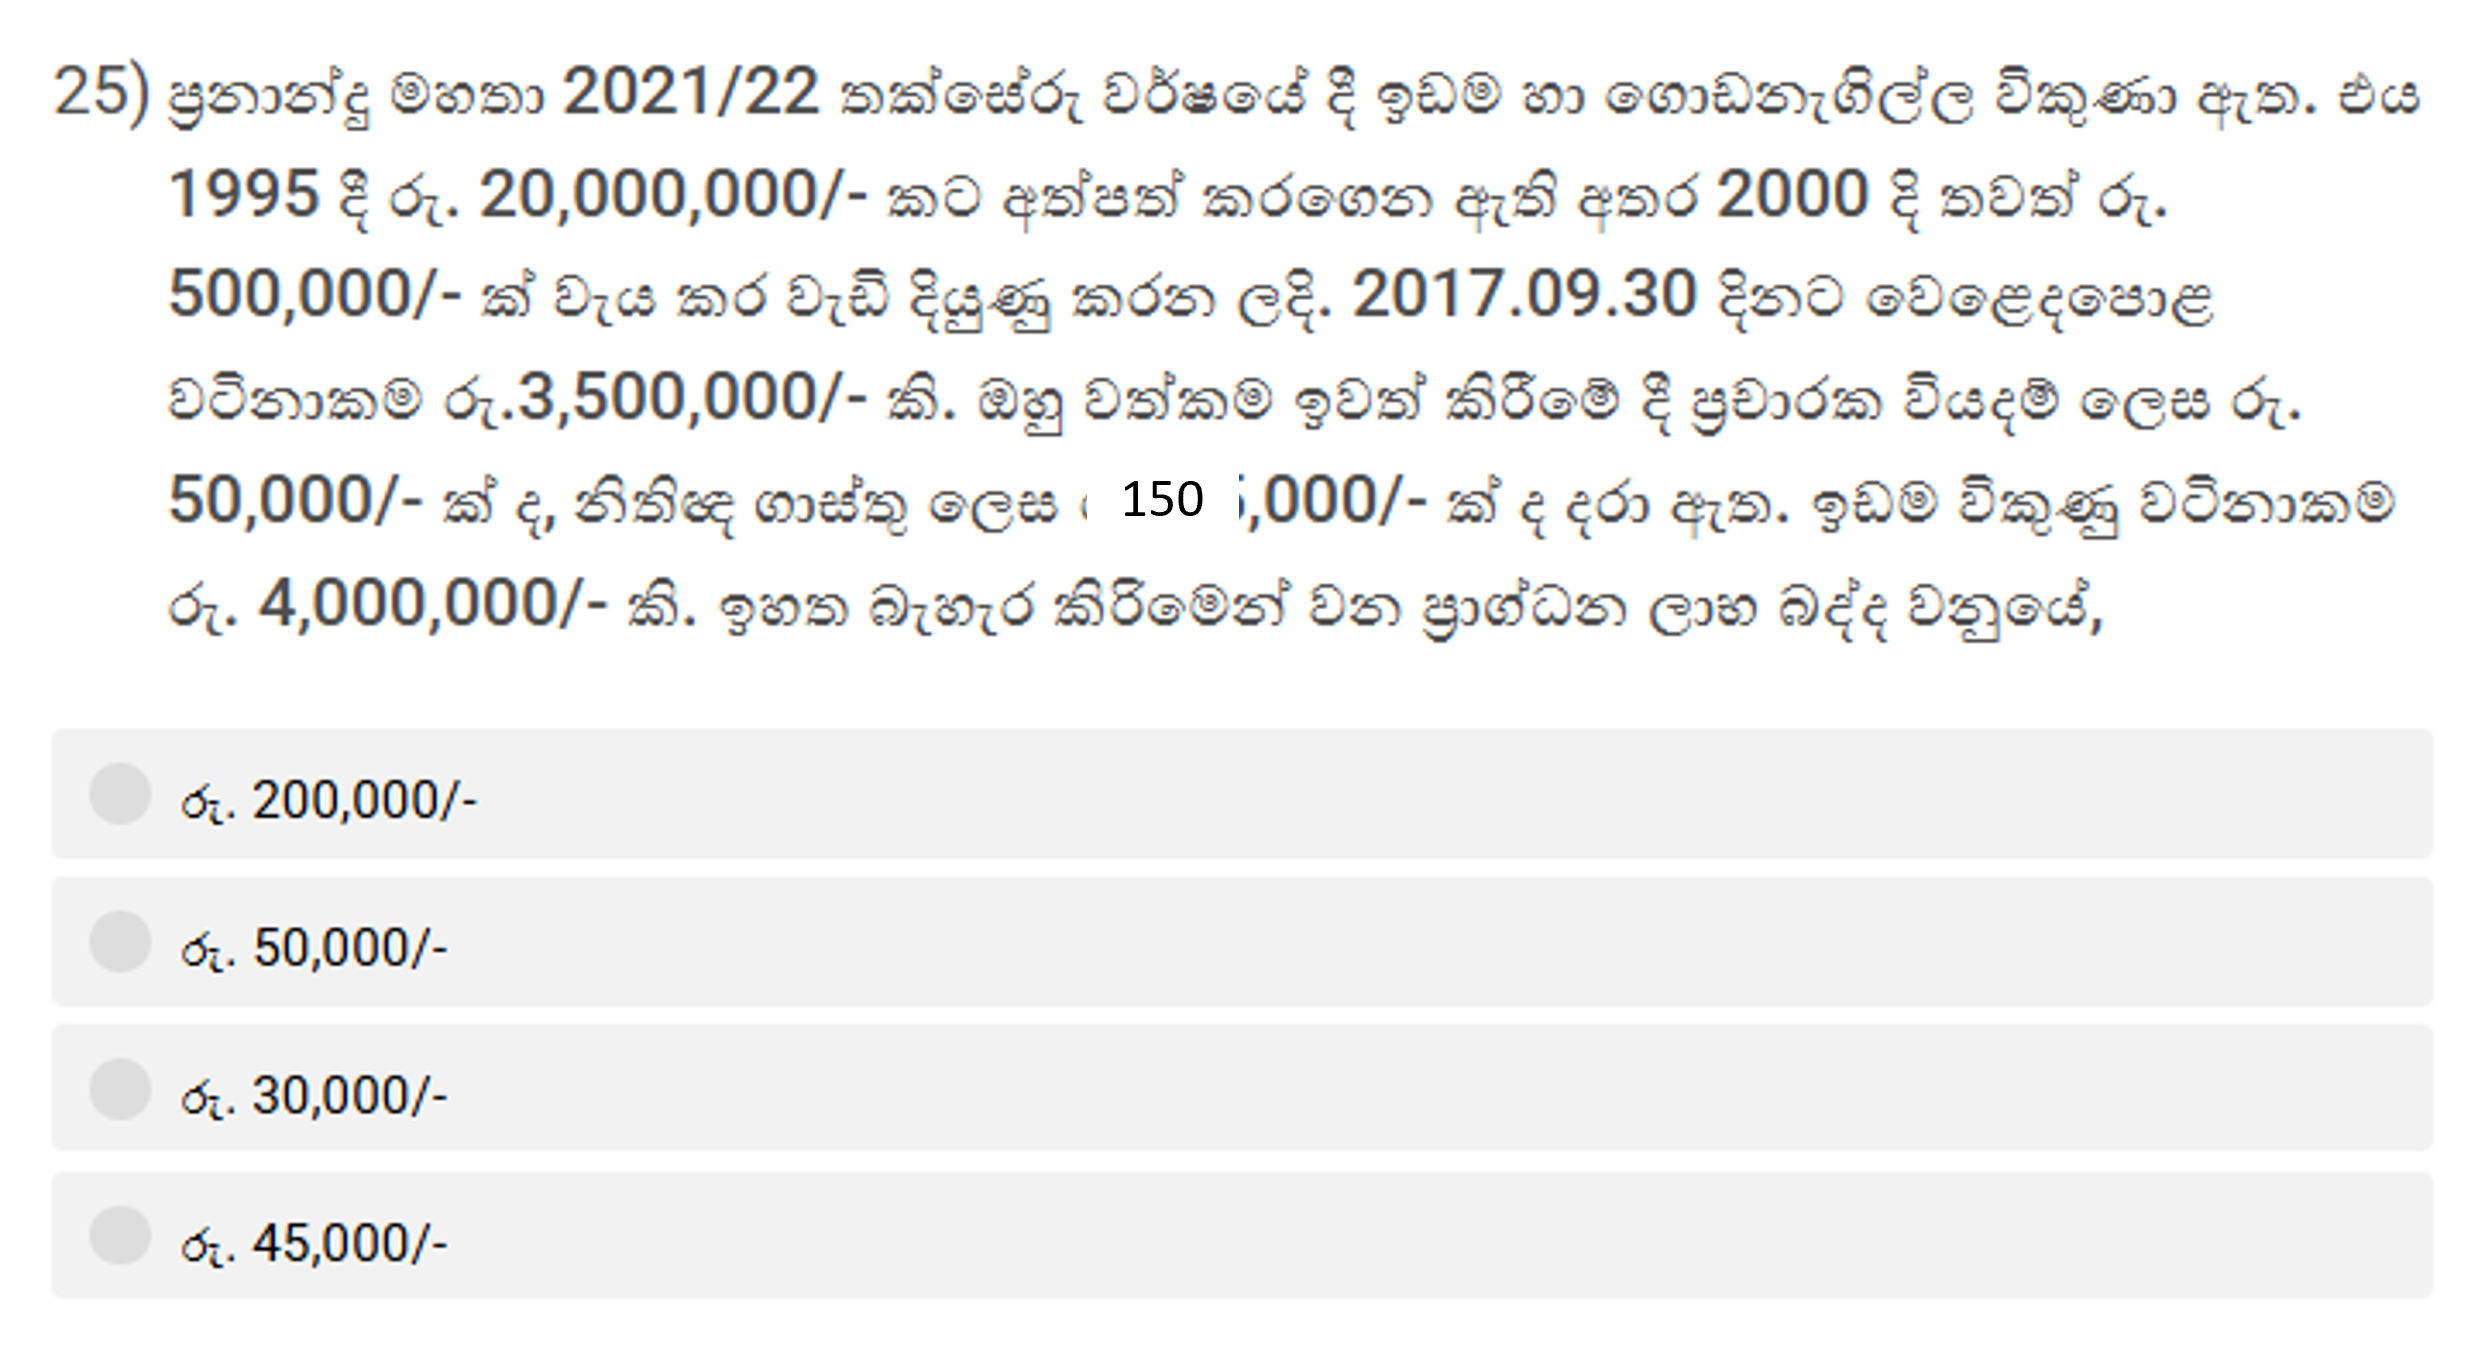 25) ප්‍රනාන්දු මහතා 2021/22 තක්සේරු වර්ෂයේ දී ඉඩම හා ගොඩනැගිල්ල විකුණා ඇත. එය
1995 දී රු. 20,000,000/- කට අත්පත් කරගෙන ඇති අතර 2000 දි තවත් රු.
500,000/- ක් වැය කර වැඩි දියුණු කරන ලදි. 2017.09.30 දිනට වෙළෙදපොළ
වටිනාකම රු.3,500,000/- කි. ඔහු වත්කම ඉවත් කිරීමේ දී ප්‍රචාරක වියදම් ලෙස රු.
50,000/- ක් ද, නිතිඥ ගාස්තු ලෙස 150 ,000/- ක් ද දරා ඇත. ඉඩම විකුණු වටිනාකම
රු. 4,000,000/- කි. ඉහත බැහැර කිරිමෙන් වන ප්‍රාග්ධන ලාභ බද්ද වනුයේ,
රු. 200,000/-
රු. 50,000/-
රු. 30,000/-
රු. 45,000/-